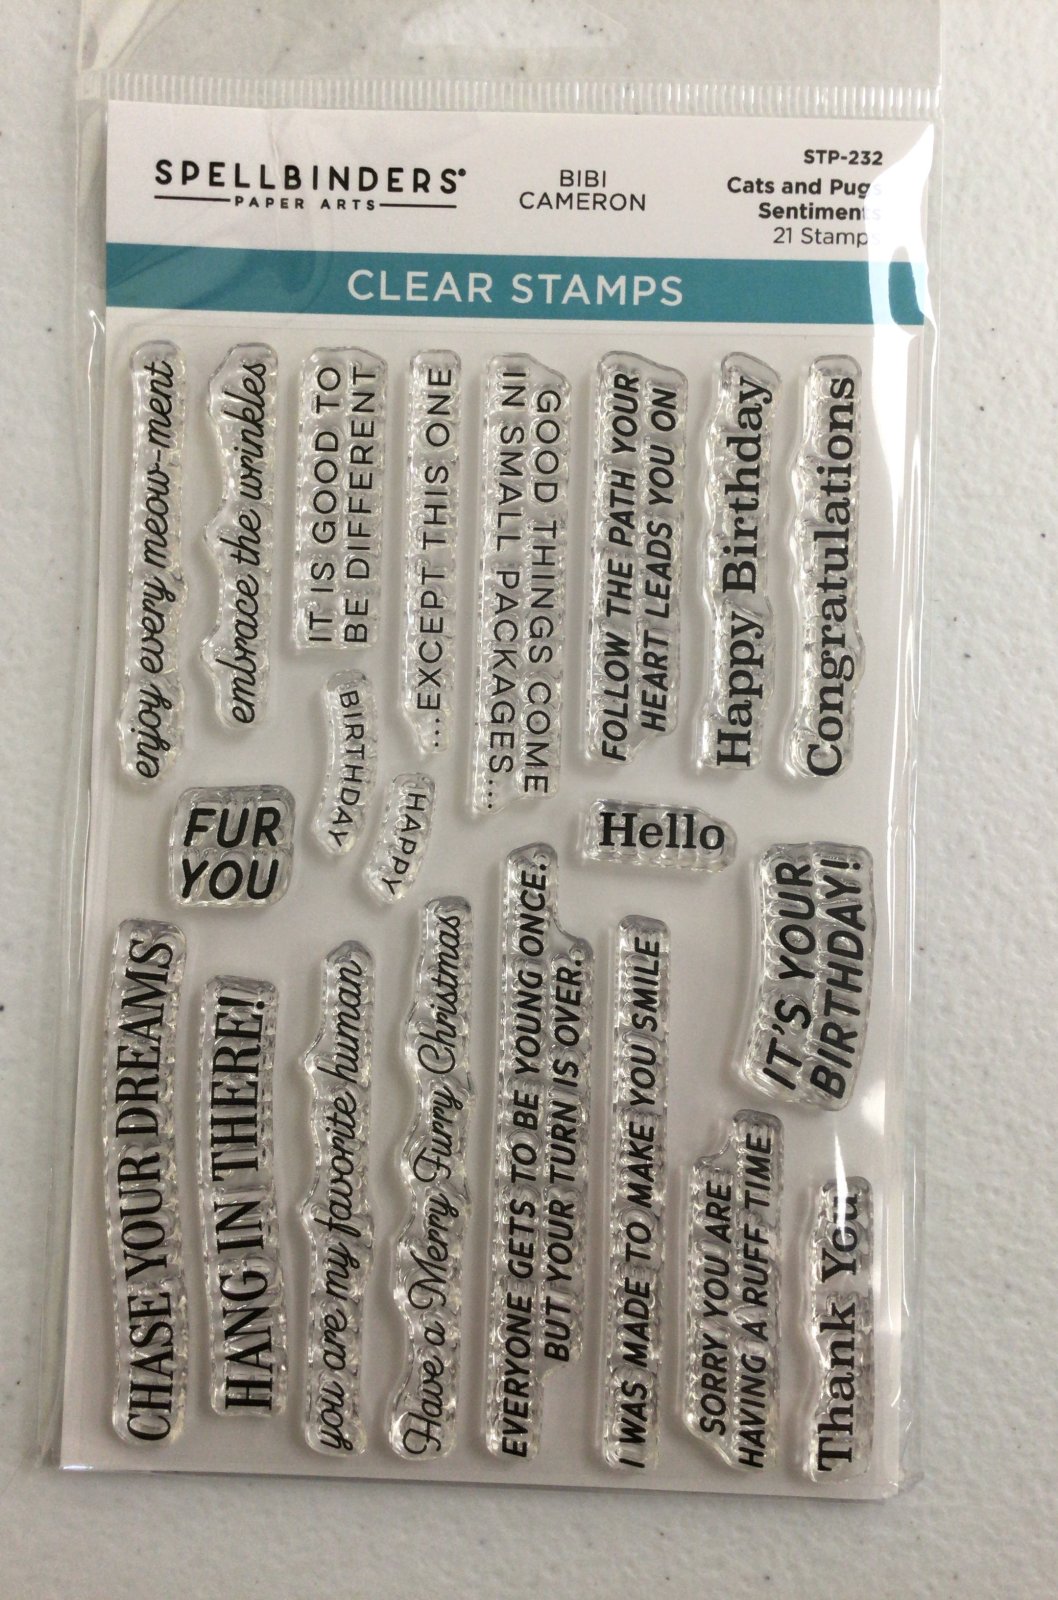 SPELLBINDERS®
PAPER ARTS
BIBI
CAMERON
STP-232
Cats and Pugs
Sentiments
21 Stamps
CLEAR STAMPS
enjoy every meow-ment
embrace the wrinkles
IT IS GOOD TO
BE DIFFERENT
...EXCEPT THIS ONE
GOOD THINGS COME
IN SMALL PACKAGES...
FOLLOW THE PATH YOUR
HEART LEADS YOU ON
Happy Birthday
Congratulations
BIRTHDAY
HAPPY
FUR
YOU
Hello
IT'S YOUR
BIRTHDAY!
CHASE YOUR DREAMS
HANG IN THERE!
you are my favorite human
Have a Merry Furry Christmas
EVERYONE GETS TO BE YOUNG ONCE.
BUT YOUR TURN IS OVER.
I WAS MADE TO MAKE YOU SMILE
SORRY YOU ARE
HAVING A RUFF TIME
Thank You